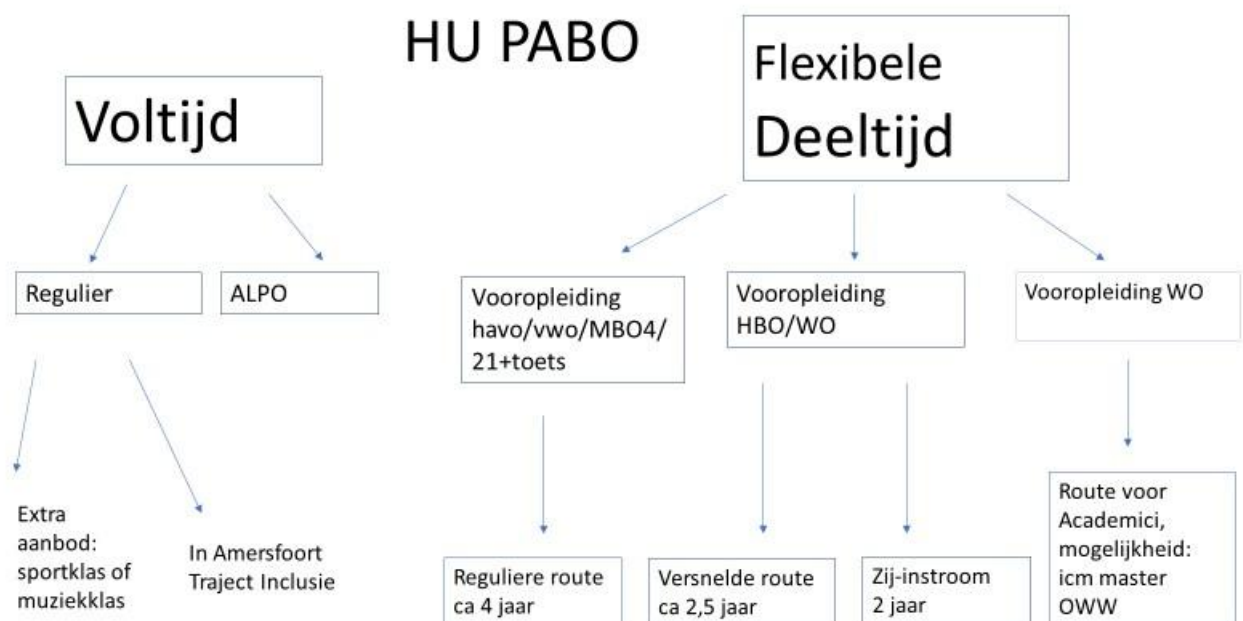 HU PABO
Voltijd
Flexibele
Deeltijd
Regulier
ALPO
Vooropleiding
havo/vwo/MBO4/
21+toets
Vooropleiding
HBO/WO
Vooropleiding WO
Extra
aanbod:
sportklas of
muziekklas
In Amersfoort
Traject Inclusie
Reguliere route
ca 4 jaar
Versnelde route
ca 2,5 jaar
Zij-instroom
2 jaar
Route voor
Academici,
mogelijkheid:
icm master
OWW